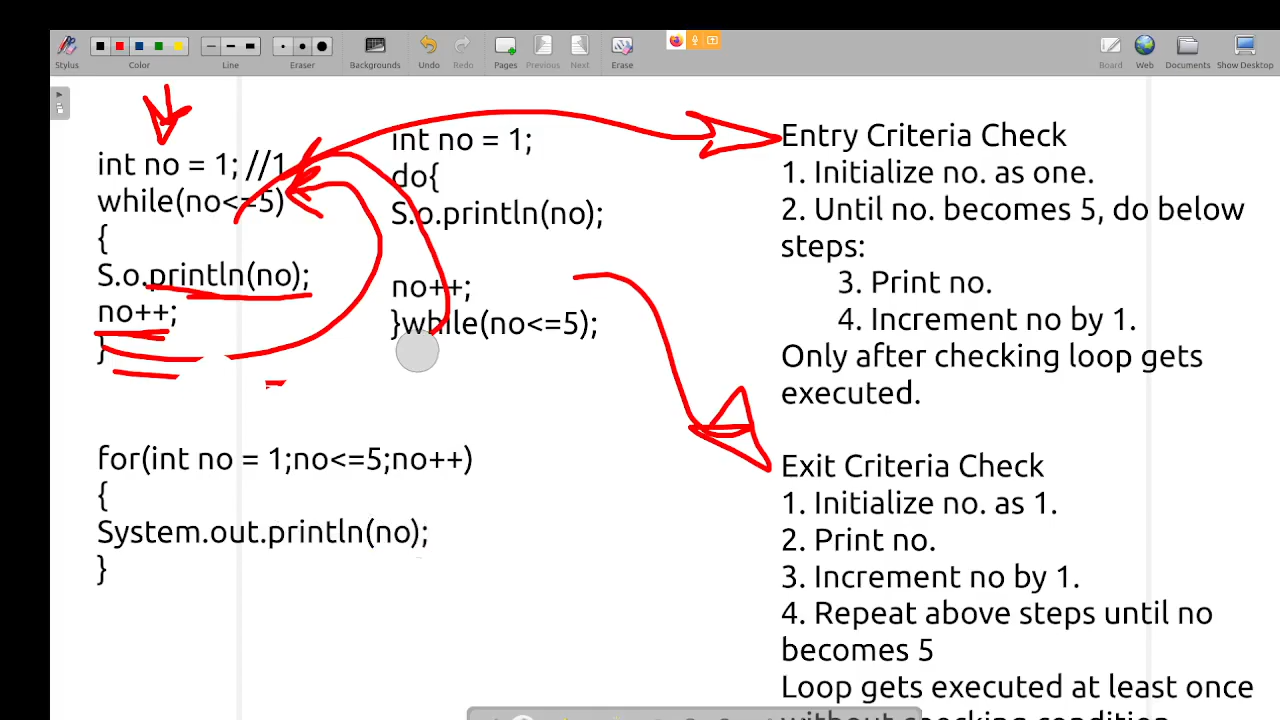 Stylus
Color
Line
Eraser
Backgrounds
Undo
Redo
Pages
Previous
Next
Erase
Board
Web
Documents
Show Desktop
int no = 1; //1
while(no<=5)
{
S.o.println(no);
no++;
}
int no = 1;
do{
S.o.println(no);
no++;
}while(no<=5);
for(int no = 1;no<=5;no++)
{
System.out.println(no);
}
Entry Criteria Check
1. Initialize no. as one.
2. Until no. becomes 5, do below
steps:
3. Print no.
4. Increment no by 1.
Only after checking loop gets
executed.
Exit Criteria Check
1. Initialize no. as 1.
2. Print no.
3. Increment no by 1.
4. Repeat above steps until no
becomes 5
Loop gets executed at least once
without checking condition